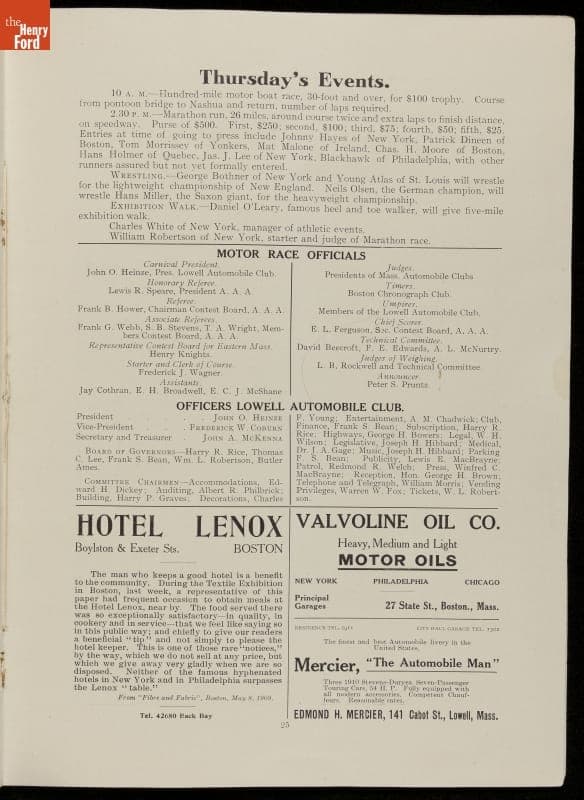 the
Henry
Ford
Thursday's Events.
10 A. M.—Hundred-mile motor boat race, 30-foot and over, for $100 trophy. Course
from pontoon bridge to Nashua and return, number of laps required.
2.30 P. M.—Marathon run, 26 miles, around course twice and extra laps to finish distance,
on speedway. Purse of $500. First, $250; second, $100; third, $75; fourth, $50; fifth, $25.
Entries at time of going to press include Johnny Hayes of New York, Patrick Dineen of
Boston, Tom Morrissey of Yonkers, Mat Malone of Ireland, Chas. H. Moore of Boston,
Hans Holmer of Quebec, Jas. J. Lee of New York, Blackhawk of Philadelphia, with other
runners assured but not yet formally entered.
WRESTLING.—George Bothner of New York and Young Atlas of St. Louis will wrestle
for the lightweight championship of New England. Neils Olsen, the German champion, will
wrestle Hans Miller, the Saxon giant, for the heavyweight championship.
EXHIBITION WALK.—Daniel O'Leary, famous heel and toe walker, will give five-mile
exhibition walk.
Charles White of New York, manager of athletic events.
William Robertson of New York, starter and judge of Marathon race.
MOTOR RACE OFFICIALS
Carnival President.
John O. Heinze, Pres. Lowell Automobile Club.
Honorary Referee.
Lewis R. Speare, President A. A. A.
Referee.
Frank B. Hower, Chairman Contest Board, A. A. A.
Associate Referees.
Frank G. Webb, S. B. Stevens, T. A. Wright, Mem-
bers Contest Board, A. A. A.
Representative Contest Board for Eastern Mass.
Henry Knights.
Starter and Clerk of Course.
Frederick J. Wagner.
Assistants.
Jay Cothran, E. H. Broadwell, E. C. J. McShane
Judges.
Presidents of Mass. Automobile Clubs.
Timers.
Boston Chronograph Club.
Umpires.
Members of the Lowell Automobile Club.
Chief Scorer.
E. L. Ferguson, Sec. Contest Board, A. A. A.
Technical Committee.
David Beecroft, F. E. Edwards, A. L. McNurtry.
Judges of Weighing.
L. B. Rockwell and Technical Committee.
Announcer.
Peter S. Prunta.
OFFICERS LOWELL AUTOMOBILE CLUB.
President . . . JOHN O. HEINZE
Vice-President . . FREDERICK W. COBURN
Secretary and Treasurer . JOHN A. MCKENNA
BOARD OF GOVERNORS—Harry R. Rice, Thomas
C. Lee, Frank S. Bean, Wm. L. Robertson, Butler
Ames.
COMMITTEE CHAIRMEN—Accommodations, Ed-
ward H. Dickey; Auditing, Albert R. Philbrick;
Building, Harry P. Graves; Decorations, Charles
F. Young; Entertainment, A. M. Chadwick; Club,
Finance, Frank S. Bean; Subscription, Harry R.
Rice; Highways, George H. Bowers; Legal, W. H.
Wilson; Legislative, Joseph H. Hibbard; Medical,
Dr. J. A. Gage; Music, Joseph H. Hibbard; Parking
F. S. Bean; Publicity, Lewis E. MacBrayne;
Patrol, Redmond R. Welch; Press, Winfred C.
MacBrayne; Reception, Hon. George H. Brown;
Telephone and Telegraph, William Morris; Vending
Privileges, Warren W. Fox; Tickets, W. L. Robert-
son.
HOTEL LENOX
Boylston & Exeter Sts. BOSTON
The man who keeps a good hotel is a benefit
to the community. During the Textile Exhibition
in Boston, last week, a representative of this
paper had frequent occasion to obtain meals at
the Hotel Lenox, near by. The food served there
was so exceptionally satisfactory—in quality, in
cookery and in service—that we feel like saying so
in this public way; and chiefly to give our readers
a beneficial "tip" and not simply to please the
hotel keeper. This is one of those rare "notices,"
by the way, which we do not sell at any price, but
which we give away very gladly when we are so
disposed. Neither of the famous hyphenated
hotels in New York and in Philadelphia surpasses
the Lenox "table."
From "Fibre and Fabric", Boston, May 8, 1909.
Tel. 42680 Back Bay
VALVOLINE OIL CO.
Heavy, Medium and Light
MOTOR OILS
NEW YORK PHILADELPHIA CHICAGO
Principal
Garages
27 State St., Boston., Mass.
RESIDENCE TEL. CITY HALL GARAGE TEL.
The finest and best Automobile livery in the
United States.
Mercier, "The Automobile Man"
Three 1910 Stevens-Duryea Seven-Passenger
Touring Cars, 54 H. P. Fully equipped with
all modern accessories. Competent Chauf-
feurs. Reasonable rates.
EDMOND H. MERCIER, 141 Cabot St., Lowell, Mass.
25